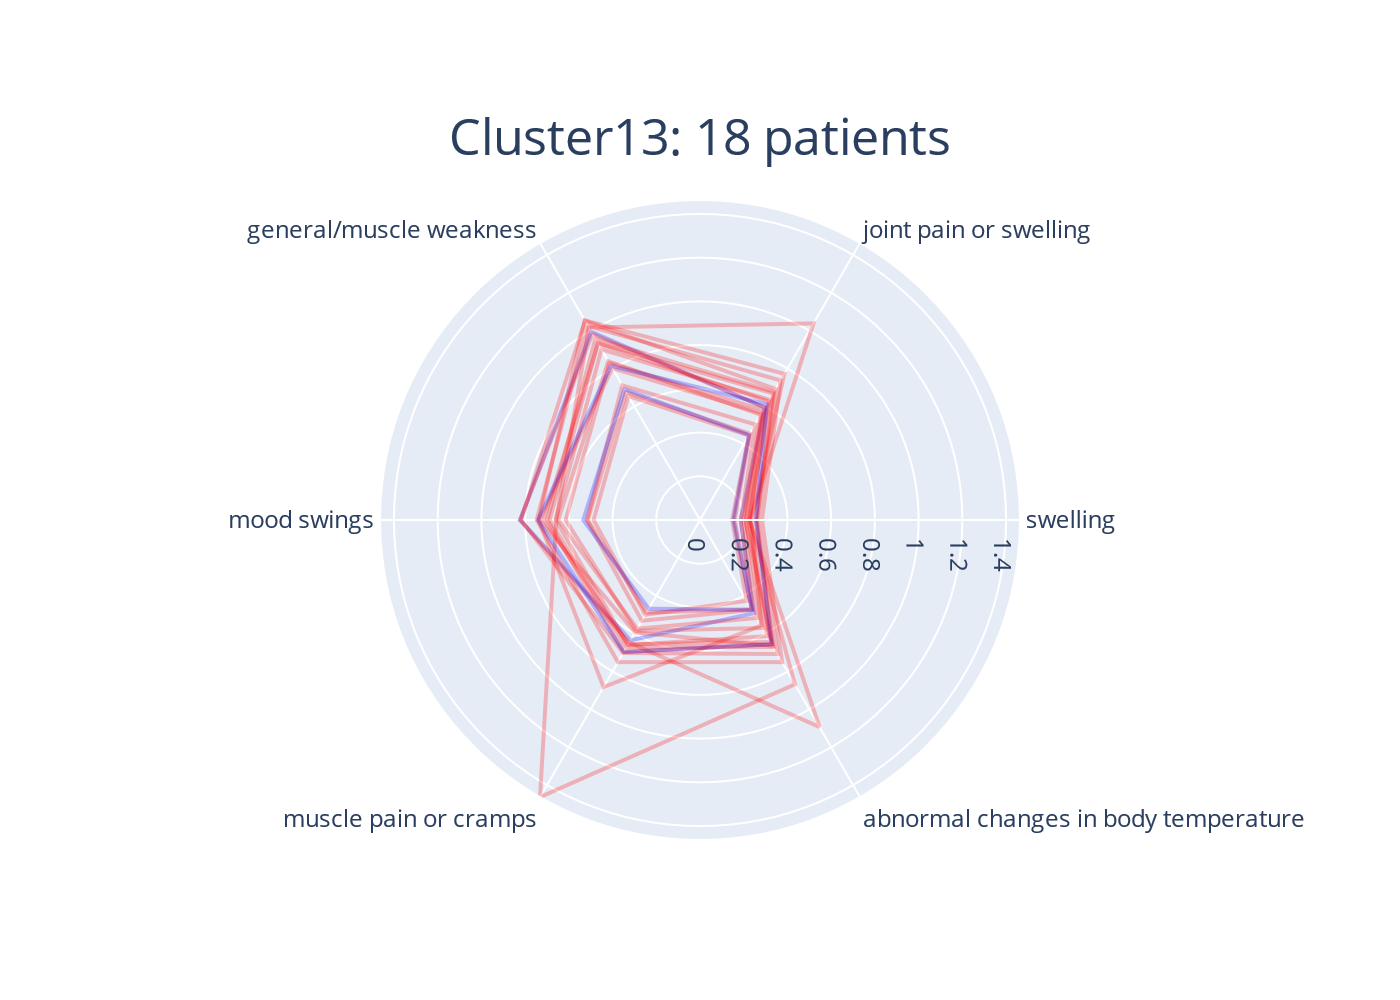 Cluster13: 18 patients
general/muscle weakness
joint pain or swelling
mood swings
swelling
0
0.2
0.4
0.6
0.8
1
1.2
1.4
muscle pain or cramps
abnormal changes in body temperature